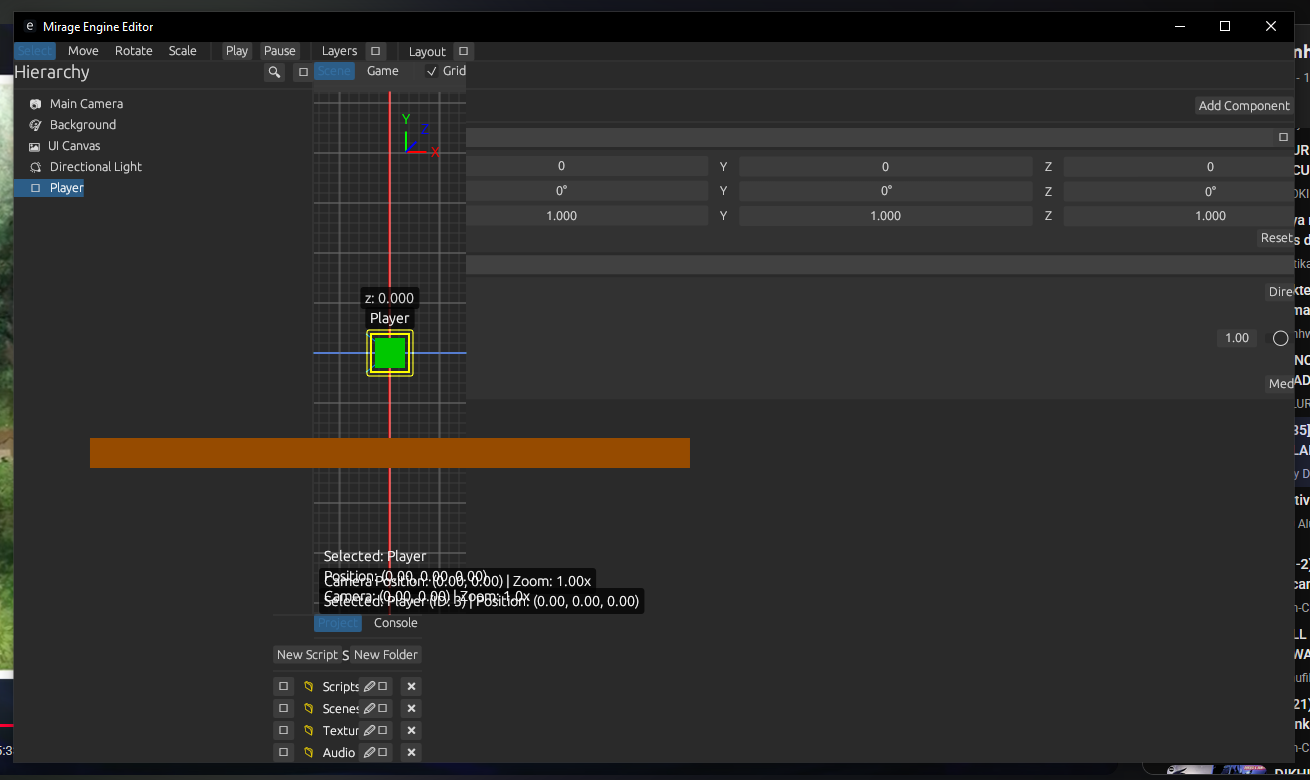 e Mirage Engine Editor
Select Move Rotate Scale Play Pause Layers Layout
Hierarchy
Scene Game Grid
Main Camera
Background
UI Canvas
Directional Light
Player
Add Component
0 Y 0 Z 0
0° Y 0° Z 0°
1.000 Y 1.000 Z 1.000
Reset
Dire
1.00
Med
Y
Z
X
z: 0.000
Player
Selected: Player
Position: (0.00, 0.00, 0.00)
Camera Position: (0.00, 0.00) | Zoom: 1.00x
Camera: (0.00, 0.00) | Zoom: 1.0x
Selected: Player (ID: 3) | Position: (0.00, 0.00, 0.00)
Project Console
New Script S New Folder
Scripts
Scenes
Textur
Audio